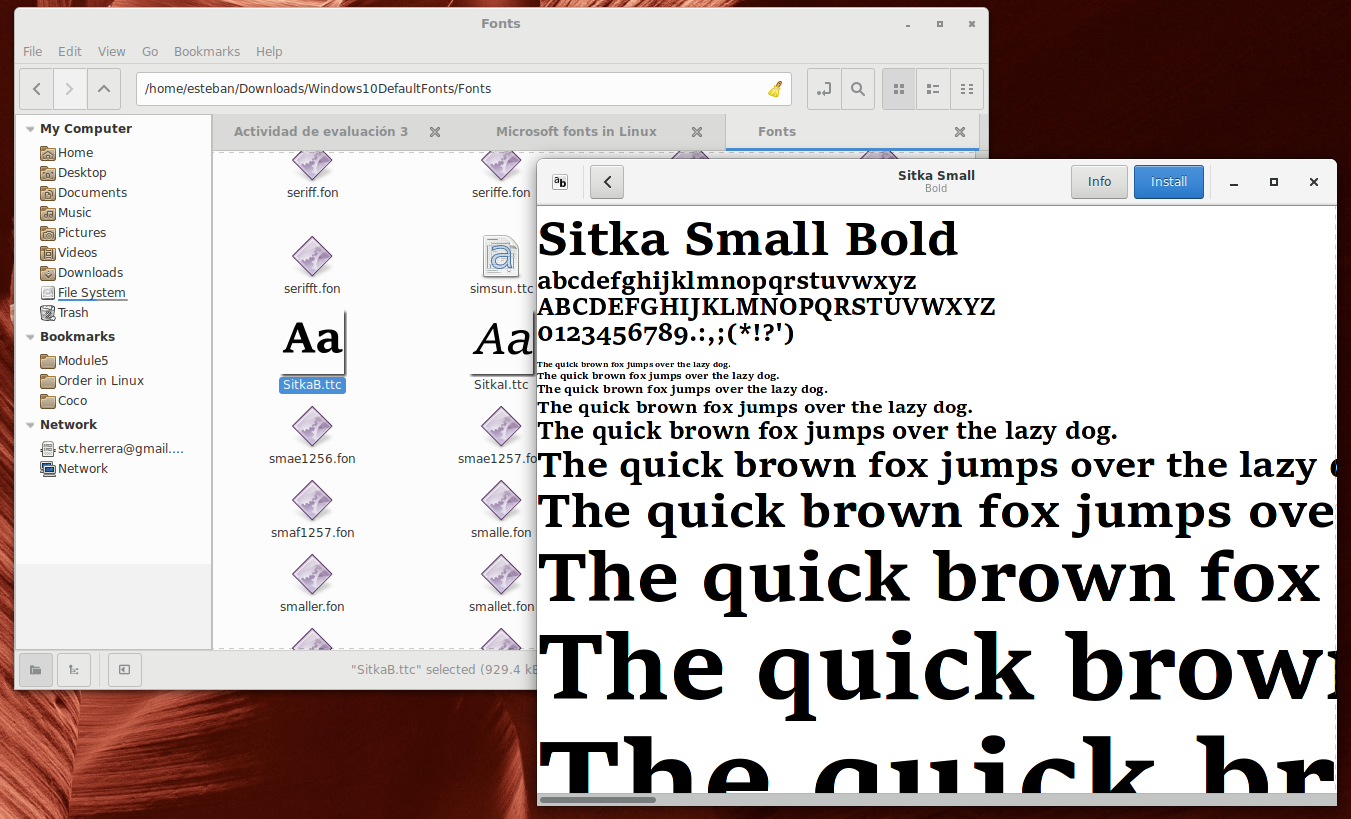 Fonts
File Edit View Go Bookmarks Help
/home/esteban/Downloads/Windows10DefaultFonts/Fonts
My Computer
Home
Desktop
Documents
Music
Pictures
Videos
Downloads
File System
Trash
Bookmarks
Module5
Order in Linux
Coco
Network
stv.herrera@gmail....
Network
Actividad de evaluación 3 Microsoft fonts in Linux Fonts
seriff.fon seriffe.fon
serifft.fon simsun.ttc
Aa Aa
SitkaB.ttc SitkaI.ttc
smae1256.fon smae1257.fo
smaf1257.fon smalle.fon
smaller.fon smallet.fon
"SitkaB.ttc" selected (929.4 kB
ab
Sitka Small
Bold
Info Install
Sitka Small Bold
abcdefghijklmnopqrstuvwxyz
ABCDEFGHIJKLMNOPQRSTUVWXYZ
0123456789.:,;(*!?')
The quick brown fox jumps over the lazy dog.
The quick brown fox jumps over the lazy dog.
The quick brown fox jumps over the lazy dog.
The quick brown fox jumps over the lazy dog.
The quick brown fox jumps over the lazy dog.
The quick brown fox jumps over the lazy d
The quick brown fox jumps ove
The quick brown fox
The quick brown
The quick br